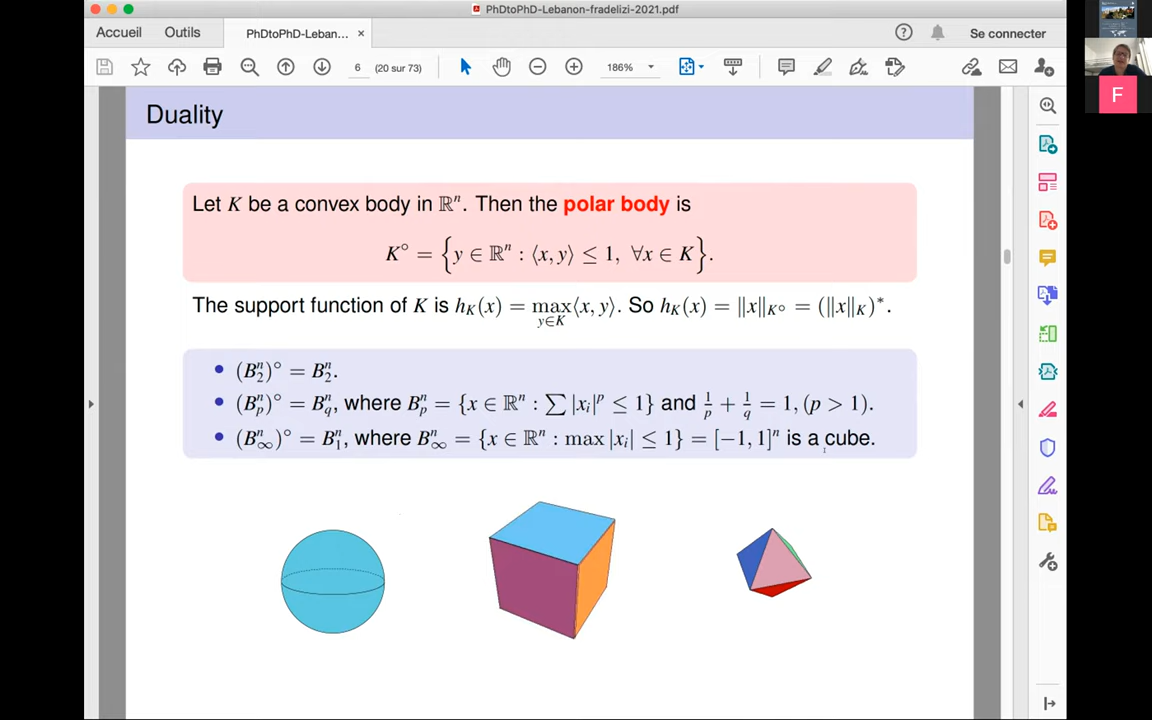 PhDtoPhD-Lebanon-fradelizi-2021.pdf
Accueil Outils PhDtoPhD-Leban... × Se connecter
6 (20 sur 73) 186%
F
Duality
Let K be a convex body in ℝⁿ. Then the polar body is
K° = {y ∈ ℝⁿ : ⟨x, y⟩ ≤ 1, ∀x ∈ K}.
The support function of K is h_K(x) = max_{y∈K}⟨x, y⟩. So h_K(x) = ‖x‖_{K°} = (‖x‖_K)*.
• (B₂ⁿ)° = B₂ⁿ.
• (B_pⁿ)° = B_qⁿ, where B_pⁿ = {x ∈ ℝⁿ : ∑ |x_i|^p ≤ 1} and 1/p + 1/q = 1, (p > 1).
• (B_∞ⁿ)° = B₁ⁿ, where B_∞ⁿ = {x ∈ ℝⁿ : max |x_i| ≤ 1} = [−1, 1]ⁿ is a cube.